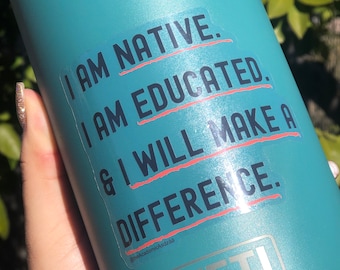 I AM NATIVE.
I AM EDUCATED.
& I WILL MAKE A
DIFFERENCE.